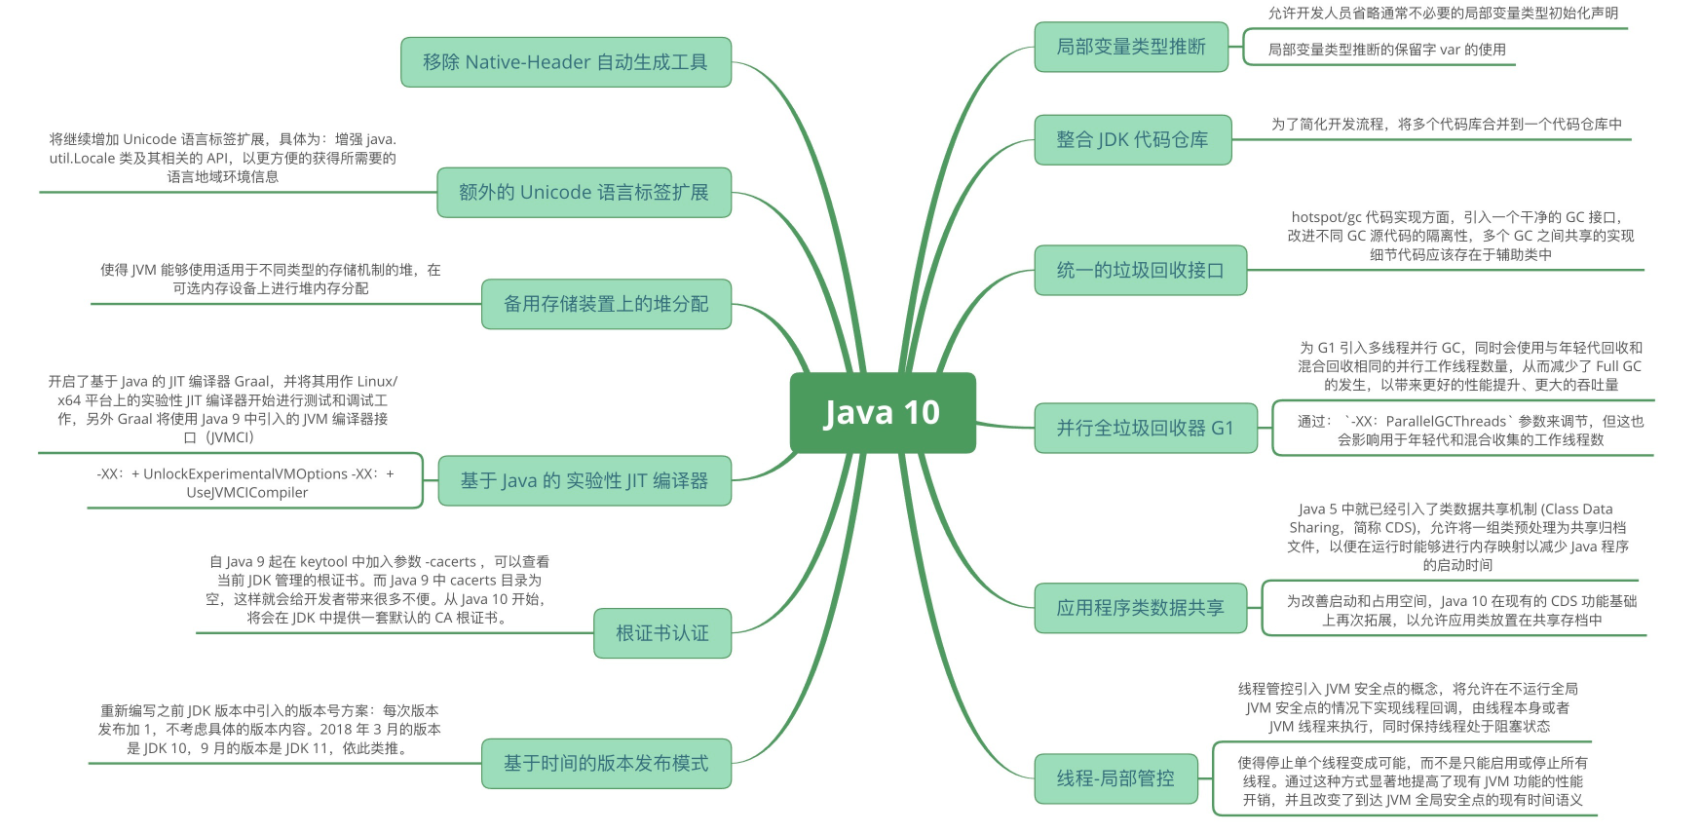 Java 10
局部变量类型推断
允许开发人员省略通常不必要的局部变量类型初始化声明
局部变量类型推断的保留字 var 的使用
整合 JDK 代码仓库
为了简化开发流程，将多个代码库合并到一个代码仓库中
统一的垃圾回收接口
hotspot/gc 代码实现方面，引入一个干净的 GC 接口，
改进不同 GC 源代码的隔离性，多个 GC 之间共享的实现
细节代码应该存在于辅助类中
并行全垃圾回收器 G1
为 G1 引入多线程并行 GC，同时会使用与年轻代回收和
混合回收相同的并行工作线程数量，从而减少了 Full GC
的发生，以带来更好的性能提升、更大的吞吐量
通过： `-XX：ParallelGCThreads` 参数来调节，但这也
会影响用于年轻代和混合收集的工作线程数
应用程序类数据共享
Java 5 中就已经引入了类数据共享机制 (Class Data
Sharing，简称 CDS)，允许将一组类预处理为共享归档
文件，以便在运行时能够进行内存映射以减少 Java 程序
的启动时间
为改善启动和占用空间，Java 10 在现有的 CDS 功能基础
上再次拓展，以允许应用类放置在共享存档中
线程-局部管控
线程管控引入 JVM 安全点的概念，将允许在不运行全局
JVM 安全点的情况下实现线程回调，由线程本身或者
JVM 线程来执行，同时保持线程处于阻塞状态
使得停止单个线程变成可能，而不是只能启用或停止所有
线程。通过这种方式显著地提高了现有 JVM 功能的性能
开销，并且改变了到达 JVM 全局安全点的现有时间语义
移除 Native-Header 自动生成工具
额外的 Unicode 语言标签扩展
将继续增加 Unicode 语言标签扩展，具体为：增强 java.
util.Locale 类及其相关的 API，以更方便的获得所需要的
语言地域环境信息
备用存储装置上的堆分配
使得 JVM 能够使用适用于不同类型的存储机制的堆，在
可选内存设备上进行堆内存分配
基于 Java 的 实验性 JIT 编译器
开启了基于 Java 的 JIT 编译器 Graal，并将其用作 Linux/
x64 平台上的实验性 JIT 编译器开始进行测试和调试工
作，另外 Graal 将使用 Java 9 中引入的 JVM 编译器接
口（JVMCI）
-XX：+ UnlockExperimentalVMOptions -XX：+
UseJVMCICompiler
根证书认证
自 Java 9 起在 keytool 中加入参数 -cacerts ，可以查看
当前 JDK 管理的根证书。而 Java 9 中 cacerts 目录为
空，这样就会给开发者带来很多不便。从 Java 10 开始，
将会在 JDK 中提供一套默认的 CA 根证书。
基于时间的版本发布模式
重新编写之前 JDK 版本中引入的版本号方案：每次版本
发布加 1，不考虑具体的版本内容。2018 年 3 月的版本
是 JDK 10，9 月的版本是 JDK 11，依此类推。